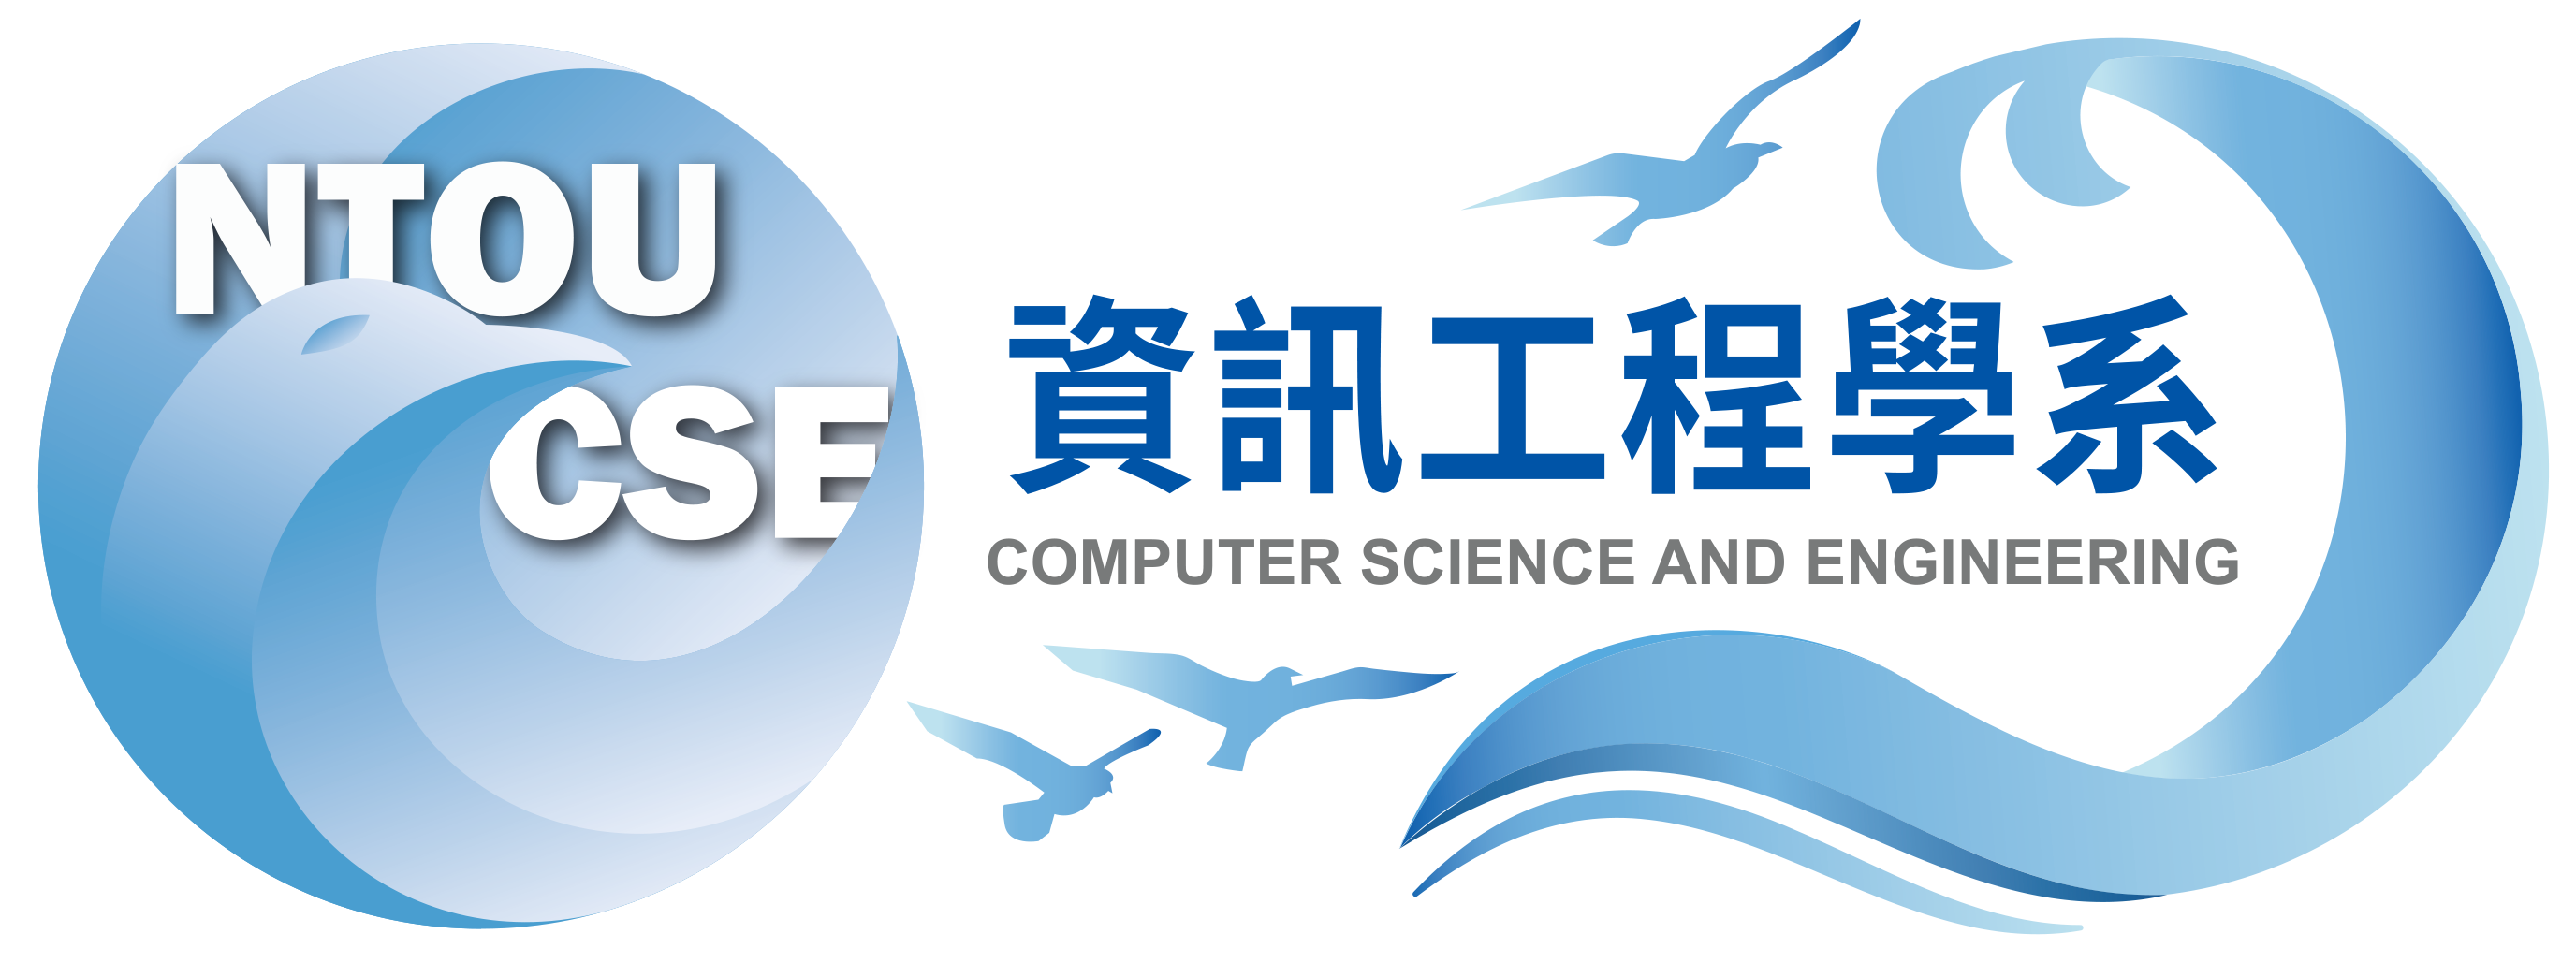 NTOU
CSE
資訊工程學系
COMPUTER SCIENCE AND ENGINEERING